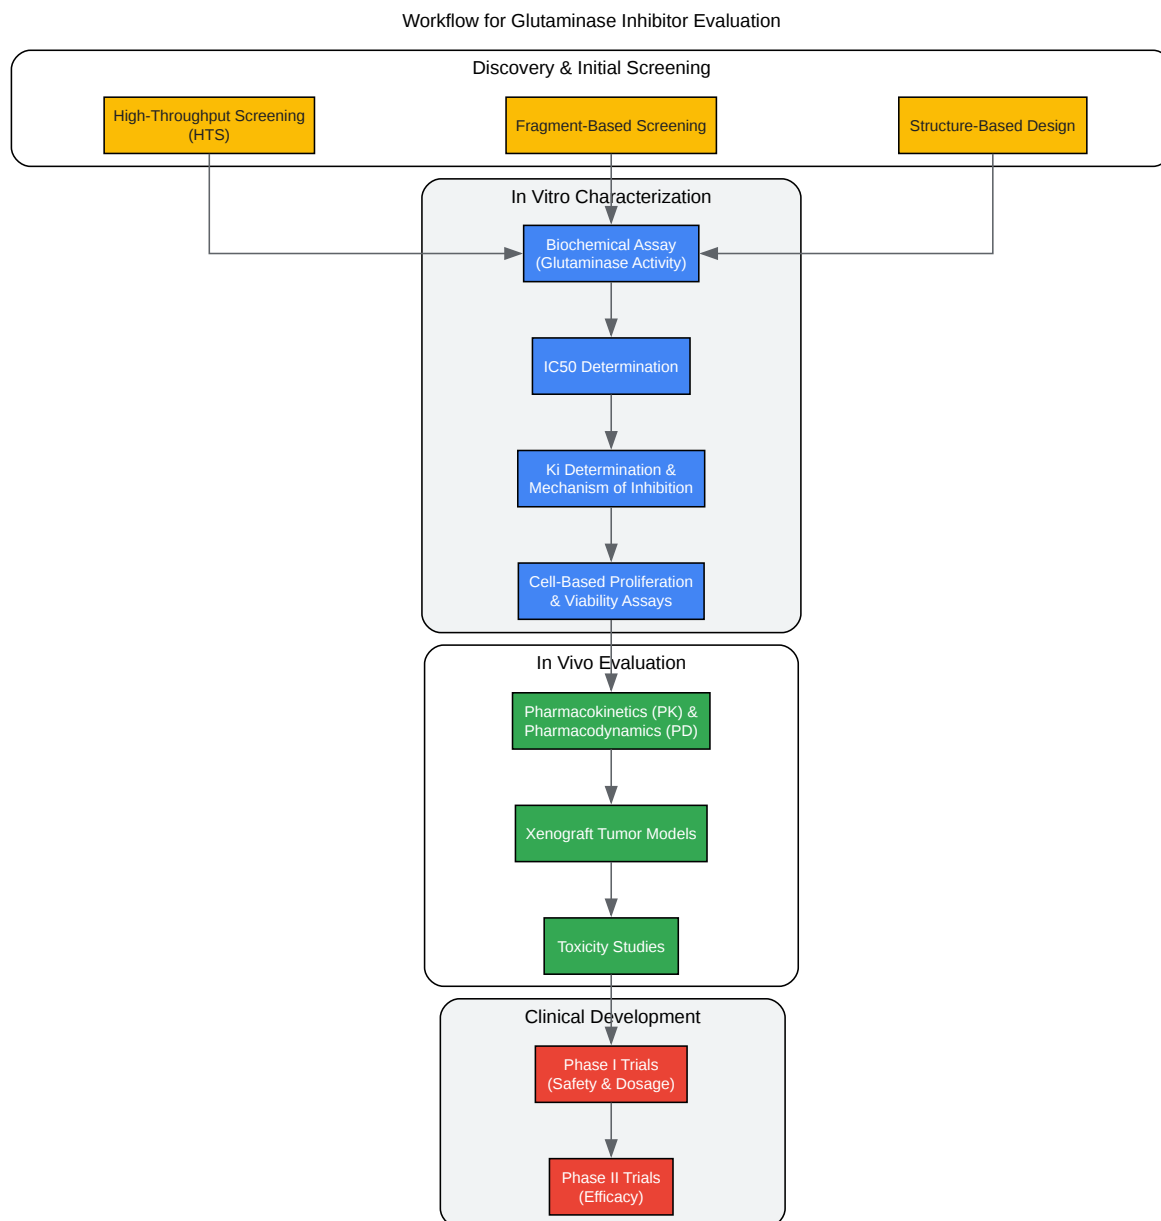 Workflow for Glutaminase Inhibitor Evaluation
Discovery & Initial Screening
High-Throughput Screening
(HTS)
Fragment-Based Screening
Structure-Based Design
In Vitro Characterization
Biochemical Assay
(Glutaminase Activity)
IC50 Determination
Ki Determination &
Mechanism of Inhibition
Cell-Based Proliferation
& Viability Assays
In Vivo Evaluation
Pharmacokinetics (PK) &
Pharmacodynamics (PD)
Xenograft Tumor Models
Toxicity Studies
Clinical Development
Phase I Trials
(Safety & Dosage)
Phase II Trials
(Efficacy)